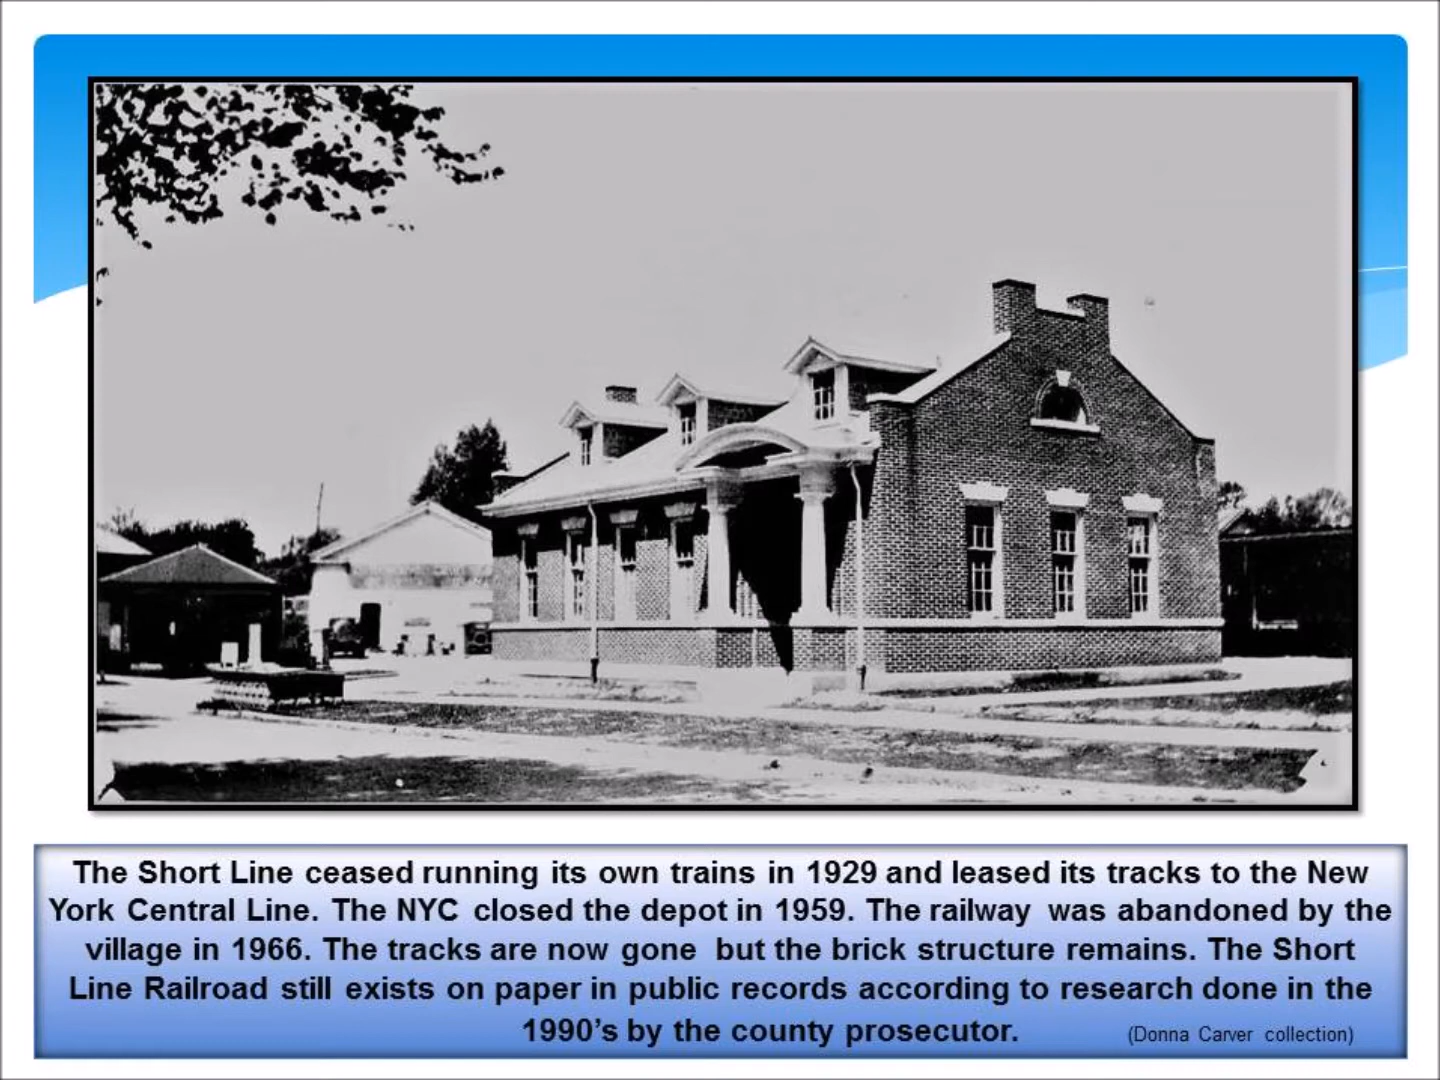 The Short Line ceased running its own trains in 1929 and leased its tracks to the New
York Central Line. The NYC closed the depot in 1959. The railway was abandoned by the
village in 1966. The tracks are now gone but the brick structure remains. The Short
Line Railroad still exists on paper in public records according to research done in the
1990’s by the county prosecutor. (Donna Carver collection)